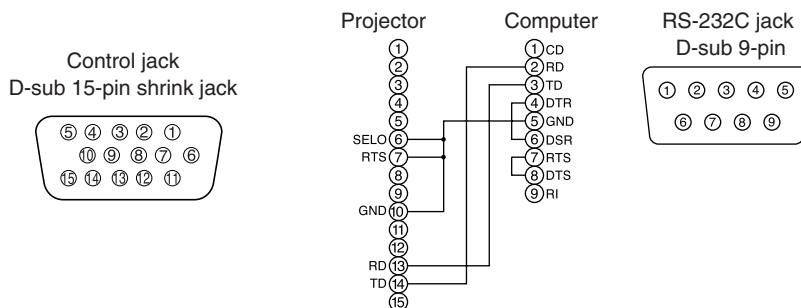 Control jack
D-sub 15-pin shrink jack
⑤ ④ ③ ② ①
⑩ ⑨ ⑧ ⑦ ⑥
⑮ ⑭ ⑬ ⑫ ⑪
Projector
①
②
③
④
⑤
SELO ⑥
RTS ⑦
⑧
⑨
GND ⑩
⑪
⑫
RD ⑬
TD ⑭
⑮
Computer
① CD
② RD
③ TD
④ DTR
⑤ GND
⑥ DSR
⑦ RTS
⑧ DTS
⑨ RI
RS-232C jack
D-sub 9-pin
① ② ③ ④ ⑤
⑥ ⑦ ⑧ ⑨